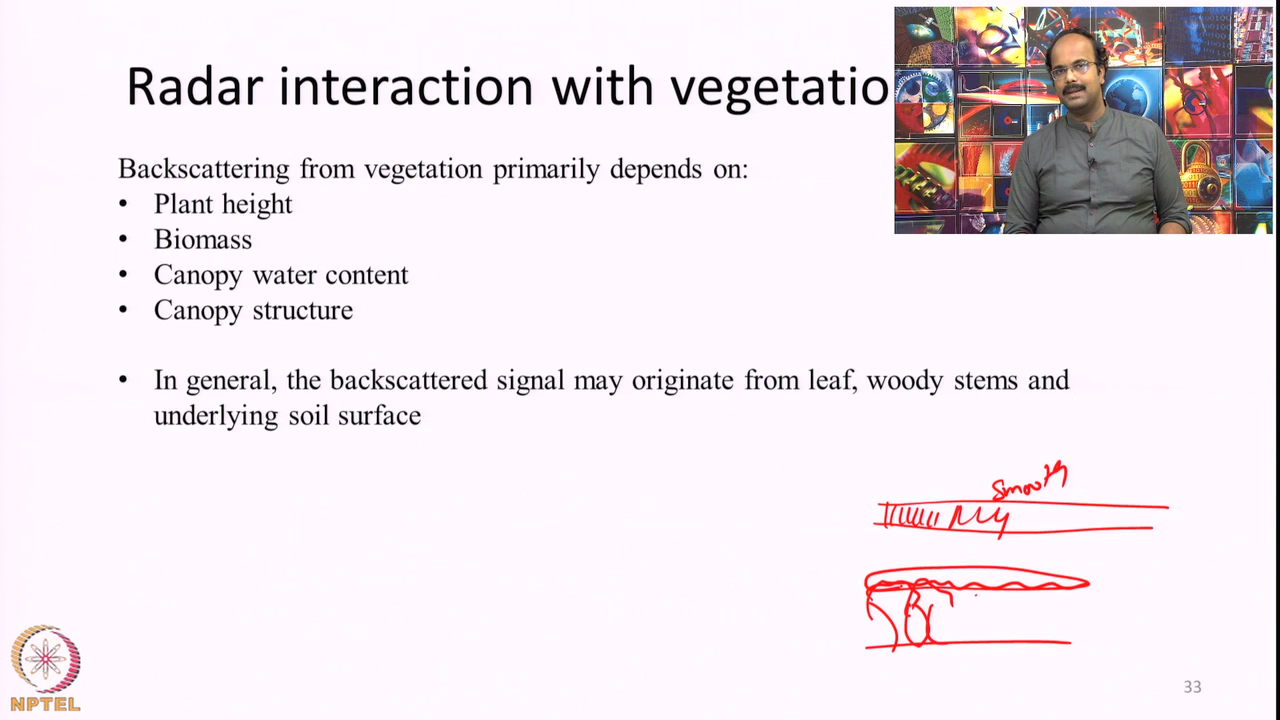 Radar interaction with vegetatio
Backscattering from vegetation primarily depends on:
• Plant height
• Biomass
• Canopy water content
• Canopy structure
• In general, the backscattered signal may originate from leaf, woody stems and
underlying soil surface
Smooth
NPTEL
33